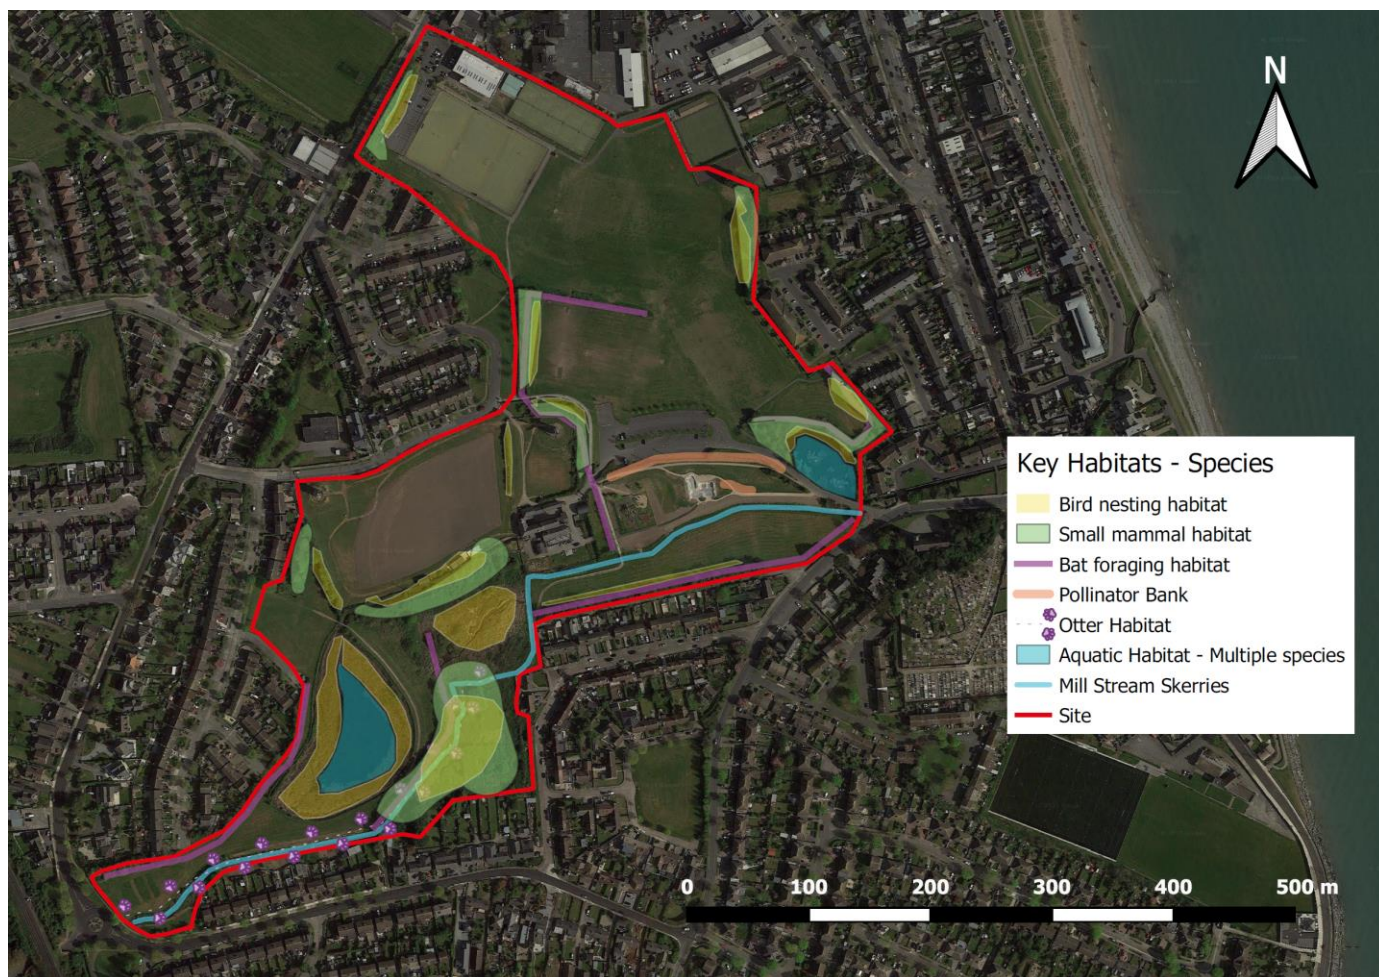 N
Key Habitats - Species
Bird nesting habitat
Small mammal habitat
Bat foraging habitat
Pollinator Bank
Otter Habitat
Aquatic Habitat - Multiple species
Mill Stream Skerries
Site
0 100 200 300 400 500 m